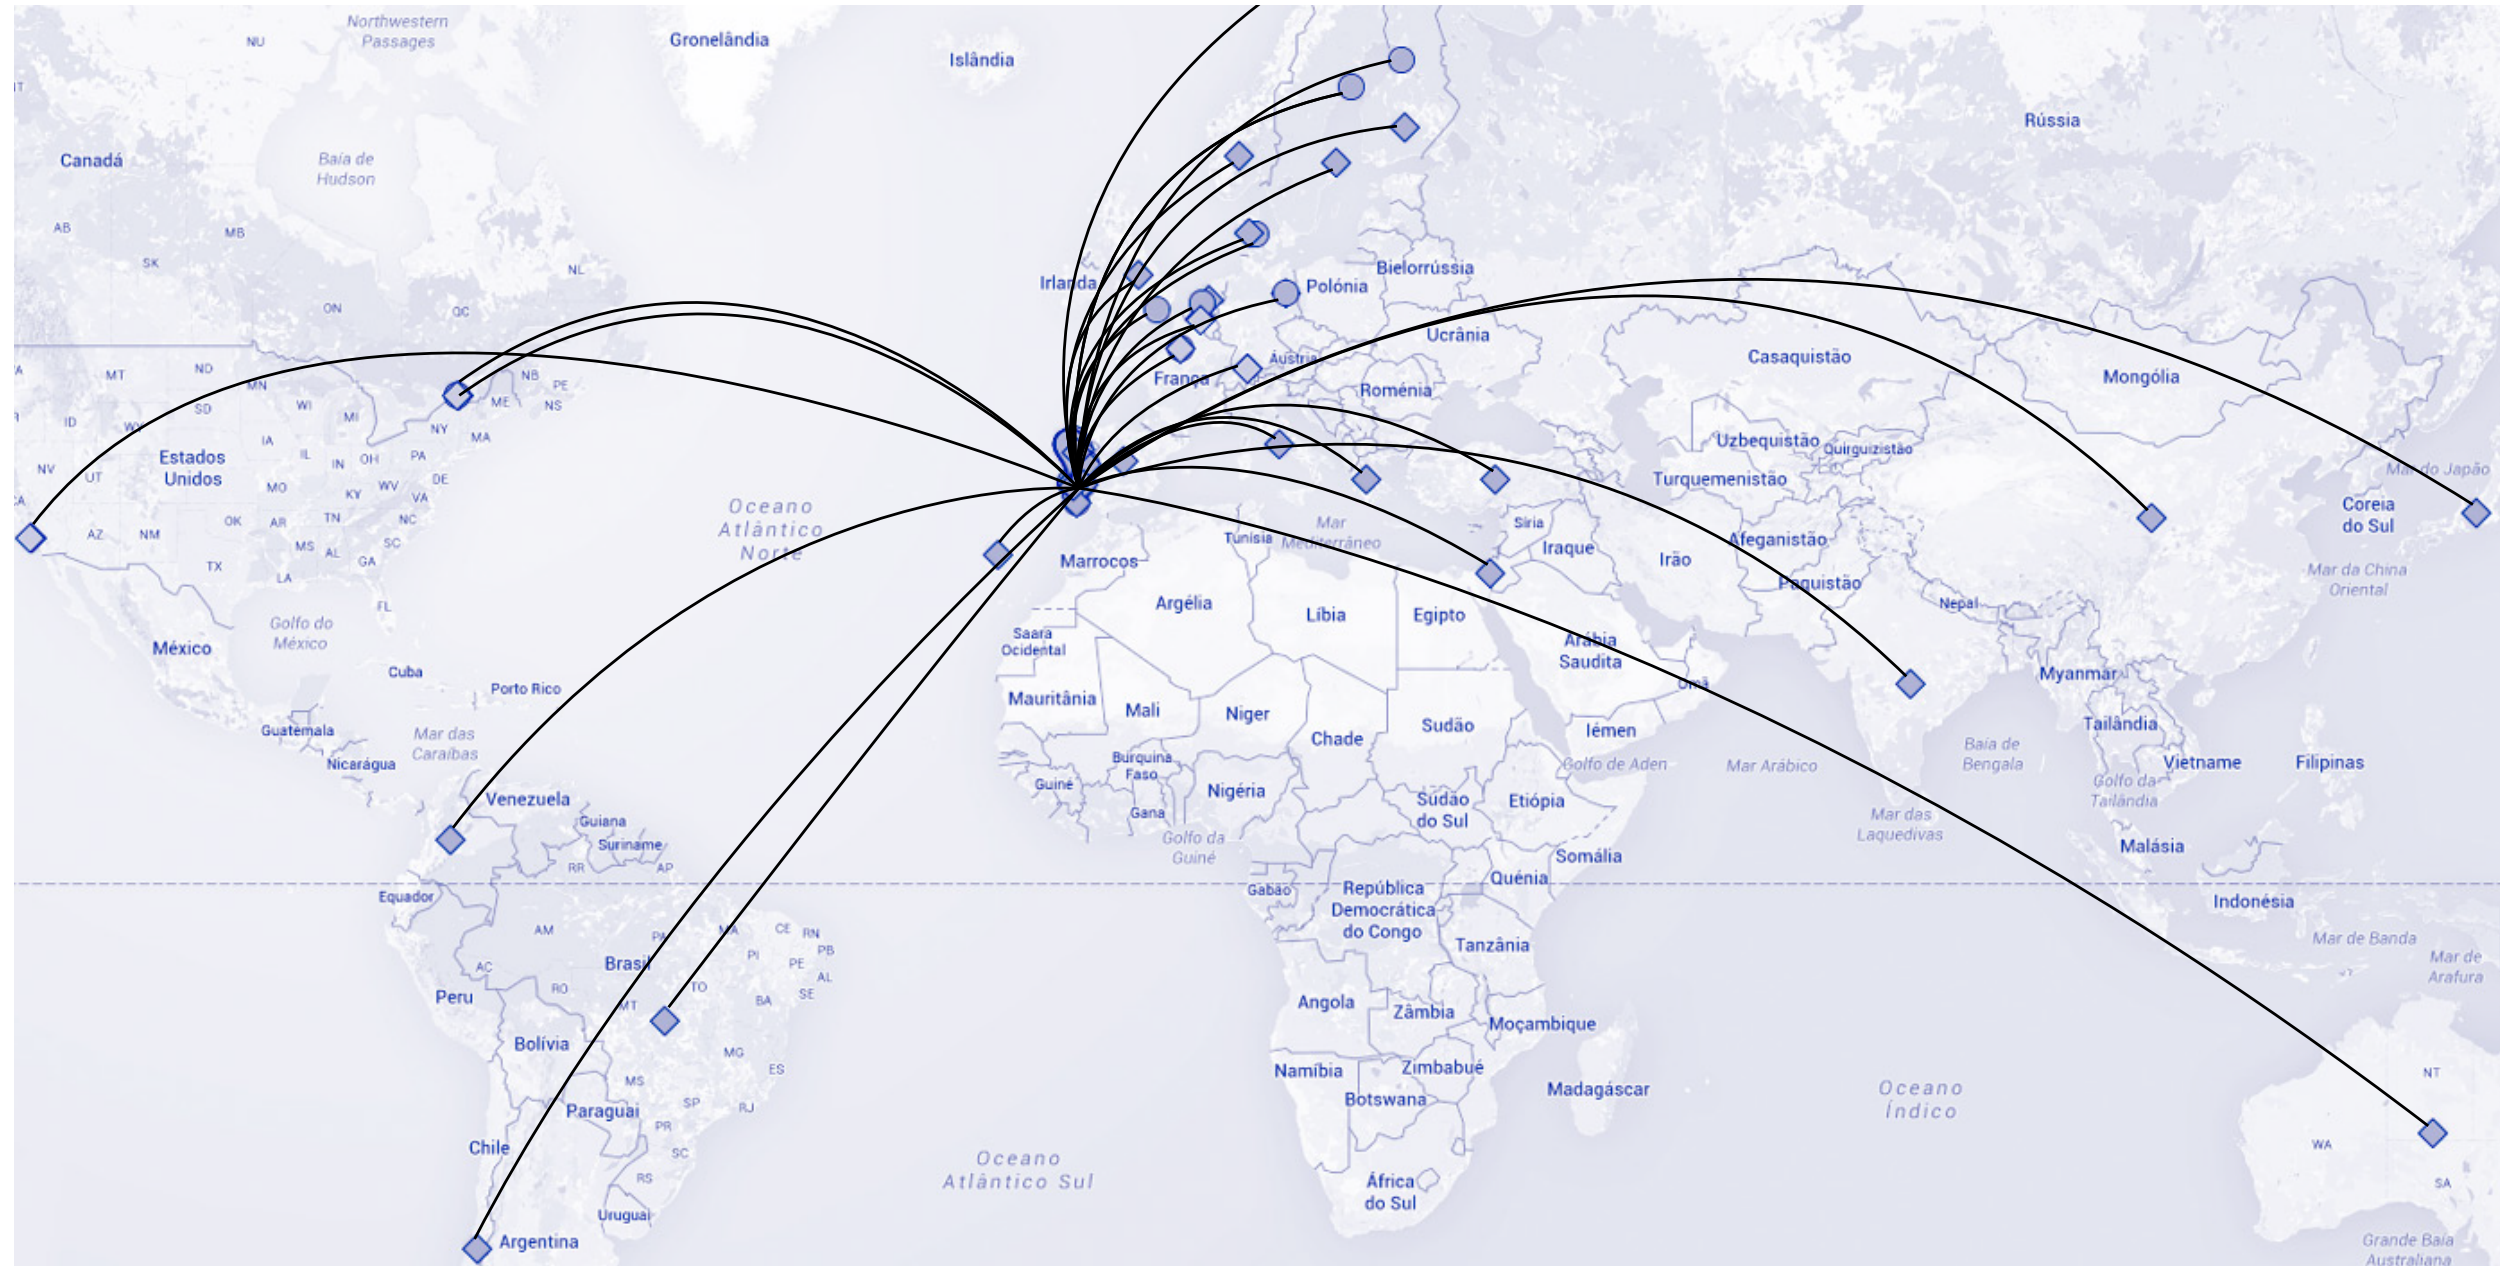 Northwestern
Passages
NU
Gronelândia
Islândia
Canadá
Baía de
Hudson
Rússia
AB
MB
SK
NL
Irlanda
Bielorrússia
Polónia
ON
QC
Ucrânia
Casaquistão
Mongólia
Áustria
França
Roménia
MT
ND
MN
NB
PE
NS
ME
WI
SD
ID
WY
MI
NY
MA
IA
Estados
Unidos
IL
IN
OH
PA
NV
UT
CA
MO
KY
WV
VA
DE
Uzbequistão
Quirguizistão
Turquemenistão
Mar do Japão
Coreia
do Sul
Oceano
Atlântico
Norte
AZ
NM
OK
AR
TN
NC
SC
MS
AL
GA
TX
LA
FL
Mar
Mediterrâneo
Tunísia
Síria
Iraque
Irão
Afeganistão
Paquistão
Nepal
Marrocos
Mar da China
Oriental
Argélia
Líbia
Egipto
Golfo do
México
México
Saara
Ocidental
Arábia
Saudita
Omã
Cuba
Porto Rico
Myanmar
Mauritânia
Mali
Niger
Chade
Sudão
Iémen
Guatemala
Mar das
Caraíbas
Nicarágua
Tailândia
Vietname
Filipinas
Burquina
Faso
Guiné
Nigéria
Gana
Golfo de Aden
Mar Arábico
Baia de
Bengala
Golfo da
Tailândia
Venezuela
Guiana
Suriname
Sudão
do Sul
Etiópia
Mar das
Laquedivas
Malásia
Golfo da
Guiné
Somália
RR
AP
Equador
Gabão
República
Democrática
do Congo
Quénia
Indonésia
AM
PA
MA
CE
RN
PB
PI
PE
AL
Tanzânia
Mar de Banda
Mar de
Arafura
Brasil
AC
RO
TO
MT
BA
SE
Peru
Angola
Zâmbia
Moçambique
Bolívia
MG
ES
MS
Namíbia
Zimbabué
Botswana
Madagáscar
Oceano
Índico
NT
Paraguai
SP
RJ
PR
SC
Chile
WA
Oceano
Atlântico Sul
RS
África
do Sul
SA
Uruguai
Argentina
Grande Baía
Australiana